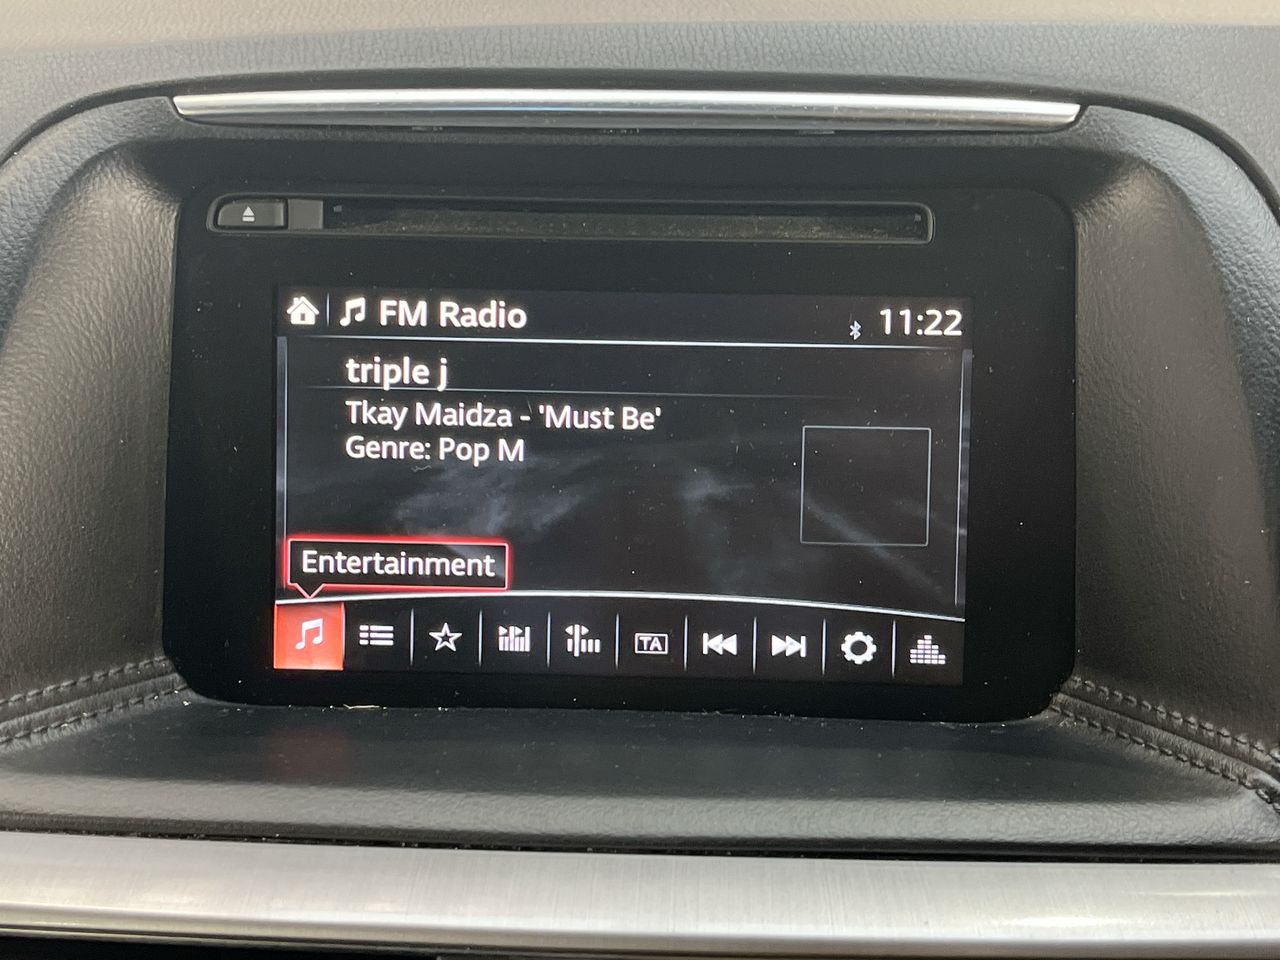 FM Radio
11:22
triple j
Tkay Maidza - 'Must Be'
Genre: Pop M
Entertainment
TA